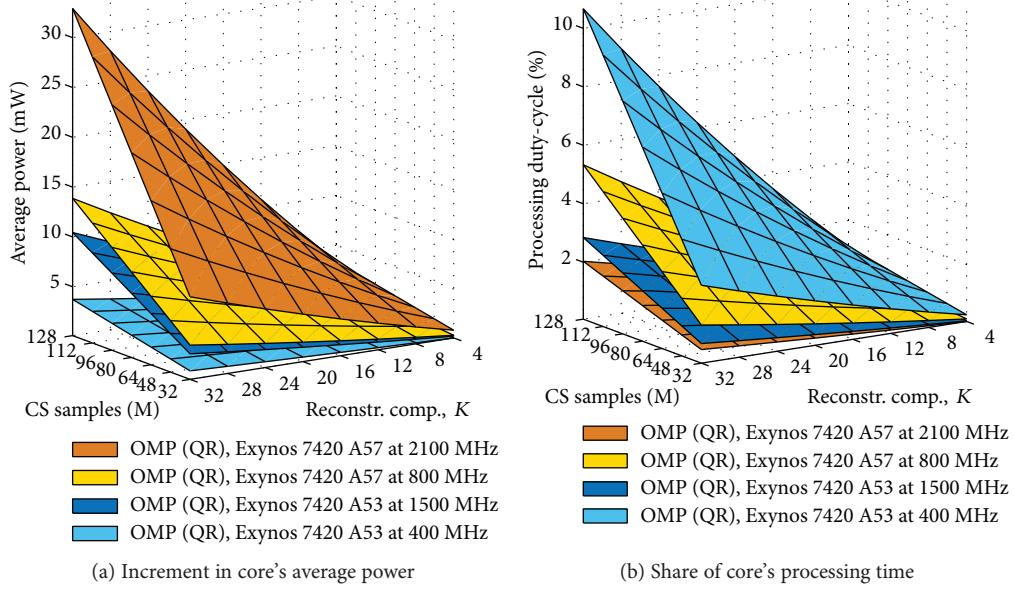 Average power (mW)
30
25
20
15
10
5
128
112
96
80
64
48
32
32
28
24
20
16
12
8
4
CS samples (M)
Reconstr. comp., K
OMP (QR), Exynos 7420 A57 at 2100 MHz
OMP (QR), Exynos 7420 A57 at 800 MHz
OMP (QR), Exynos 7420 A53 at 1500 MHz
OMP (QR), Exynos 7420 A53 at 400 MHz
(a) Increment in core's average power
Processing duty-cycle (%)
10
8
6
4
2
128
112
96
80
64
48
32
32
28
24
20
16
12
8
4
CS samples (M)
Reconstr. comp., K
OMP (QR), Exynos 7420 A57 at 2100 MHz
OMP (QR), Exynos 7420 A57 at 800 MHz
OMP (QR), Exynos 7420 A53 at 1500 MHz
OMP (QR), Exynos 7420 A53 at 400 MHz
(b) Share of core's processing time